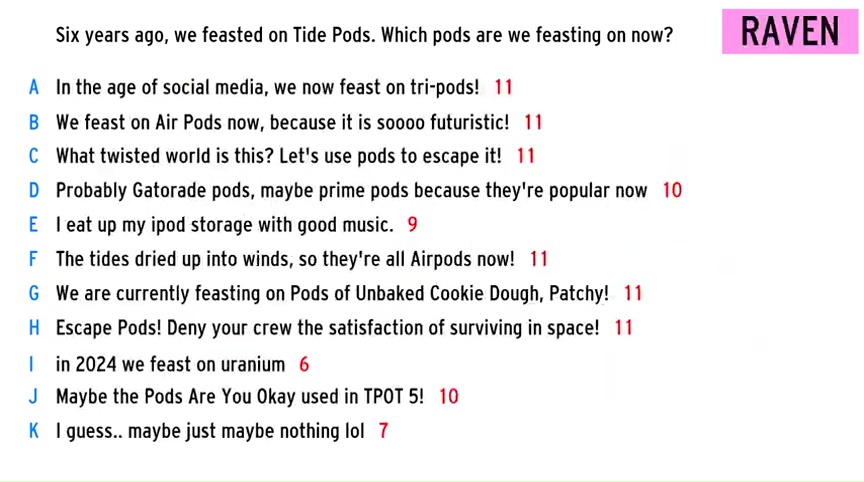 Six years ago, we feasted on Tide Pods. Which pods are we feasting on now?
RAVEN
A In the age of social media, we now feast on tri-pods! 11
B We feast on Air Pods now, because it is soooo futuristic! 11
C What twisted world is this? Let's use pods to escape it! 11
D Probably Gatorade pods, maybe prime pods because they're popular now 10
E I eat up my ipod storage with good music. 9
F The tides dried up into winds, so they're all Airpods now! 11
G We are currently feasting on Pods of Unbaked Cookie Dough, Patchy! 11
H Escape Pods! Deny your crew the satisfaction of surviving in space! 11
I in 2024 we feast on uranium 6
J Maybe the Pods Are You Okay used in TPOT 5! 10
K I guess.. maybe just maybe nothing lol 7